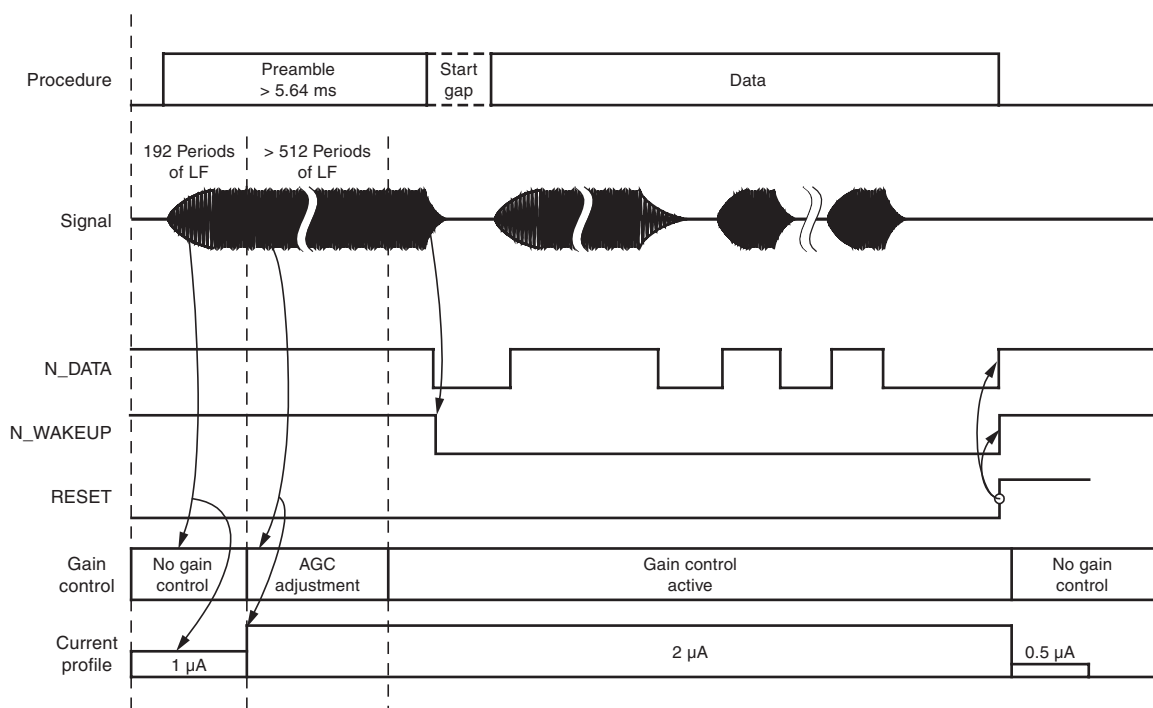 Procedure
Preamble
> 5.64 ms
Start
gap
Data
192 Periods
of LF
> 512 Periods
of LF
Signal
N_DATA
N_WAKEUP
RESET
Gain
control
No gain
control
AGC
adjustment
Gain control
active
No gain
control
Current
profile
1 µA
2 µA
0.5 µA